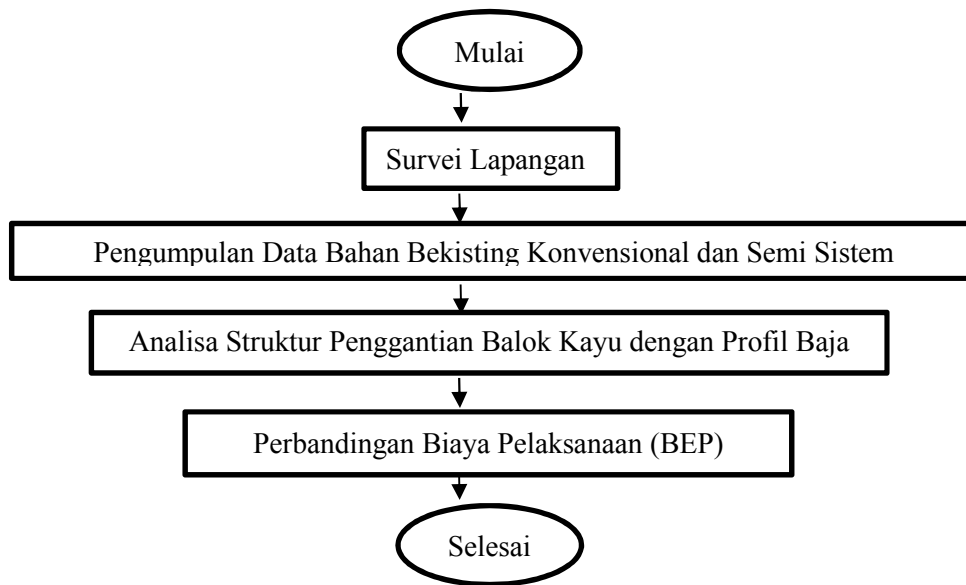 Mulai
Survei Lapangan
Pengumpulan Data Bahan Bekisting Konvensional dan Semi Sistem
Analisa Struktur Penggantian Balok Kayu dengan Profil Baja
Perbandingan Biaya Pelaksanaan (BEP)
Selesai